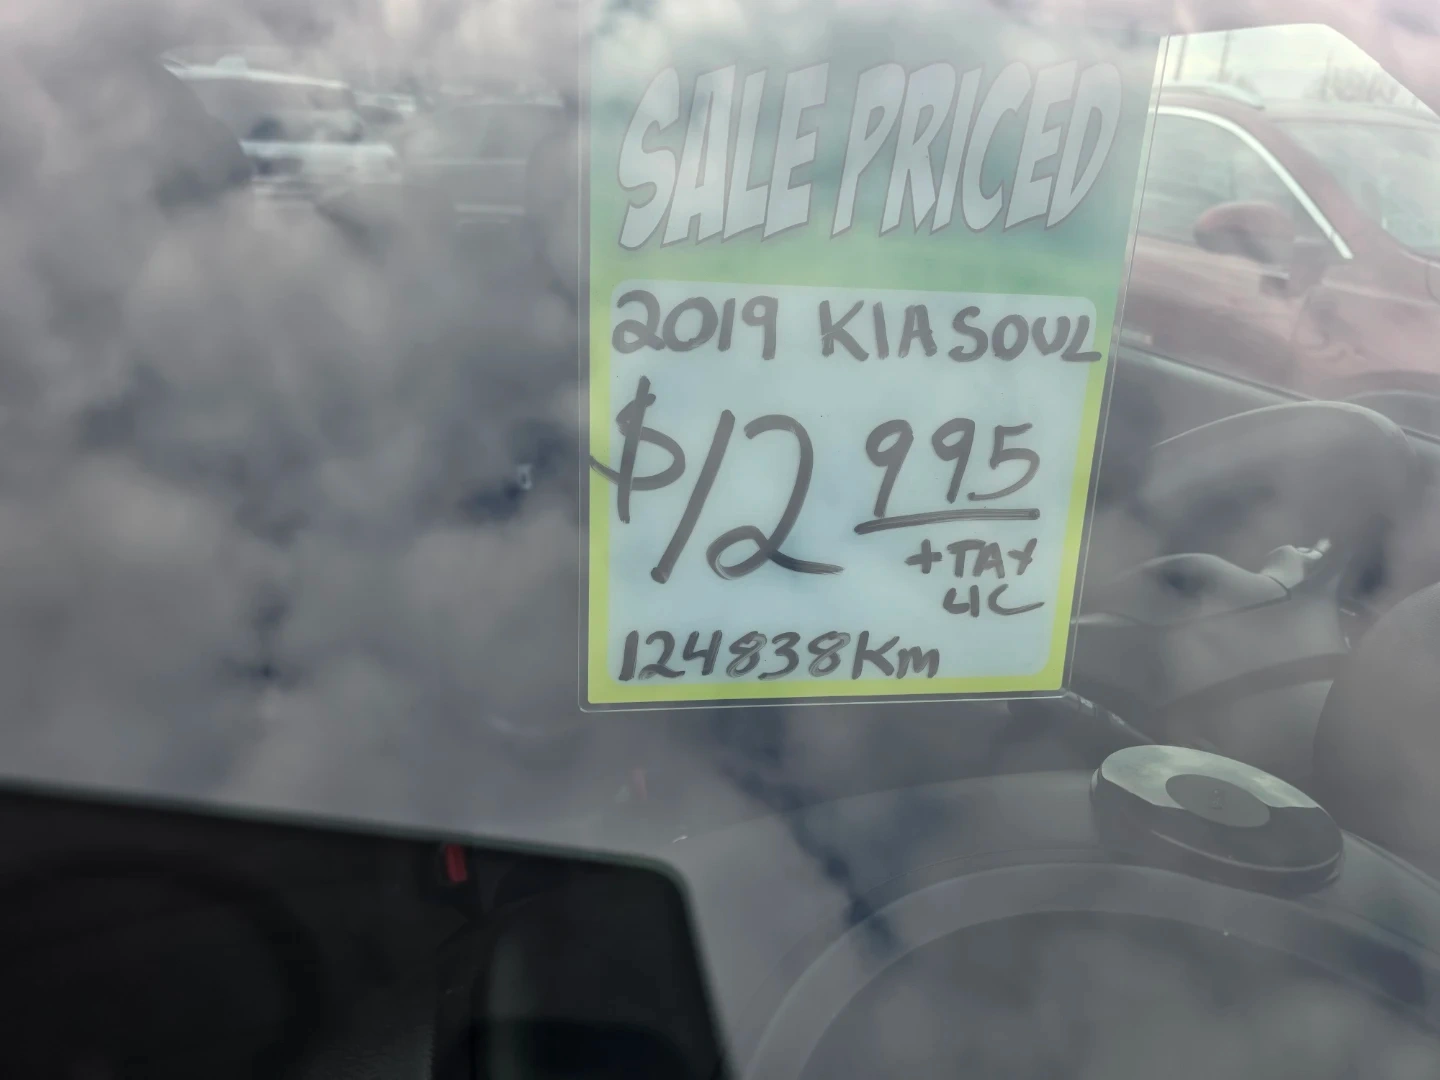 SALE PRICED
2019 KIA SOUL
$12 995
+TAX
LIC
124838Km